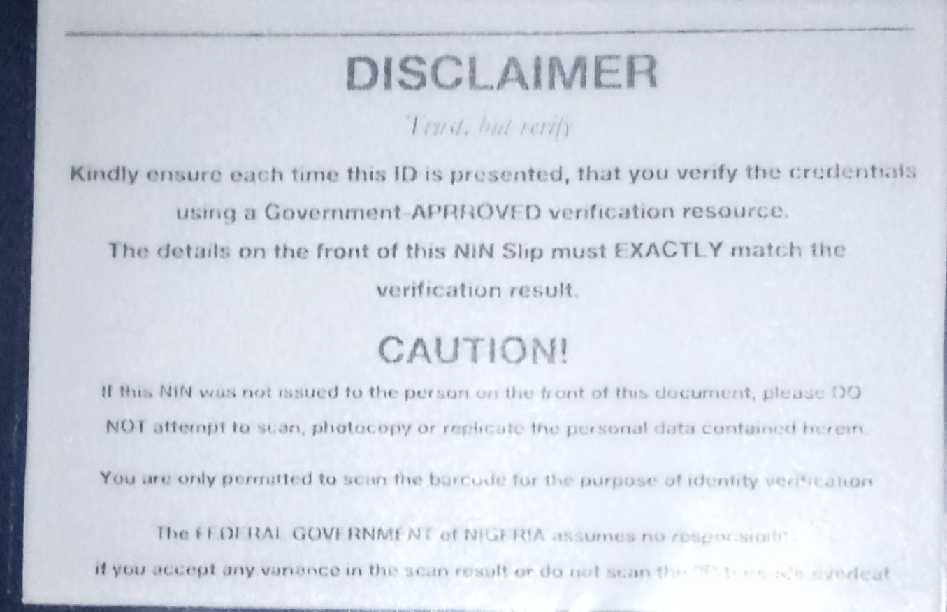 DISCLAIMER
Trust, but verify
Kindly ensure each time this ID is presented, that you verify the credentials
using a Government-APRROVED verification resource.
The details on the front of this NIN Slip must EXACTLY match the
verification result.
CAUTION!
If this NIN was not issued to the person on the front of this document, please DO
NOT attempt to scan, photocopy or replicate the personal data contained herein.
You are only permitted to scan the barcode for the purpose of identity verification
The FEDERAL GOVERNMENT of NIGERIA assumes no responsibility
if you accept any variance in the scan result or do not scan the 2D barcode overleaf